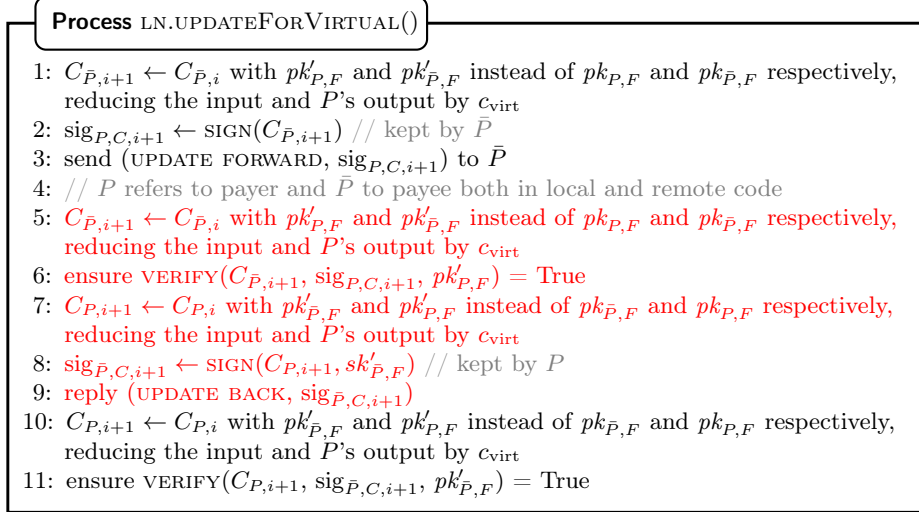 Process LN.UPDATEFORVIRTUAL()
1: C_{P̄,i+1} ← C_{P̄,i} with pk′_{P,F} and pk′_{P̄,F} instead of pk_{P,F} and pk_{P̄,F} respectively,
reducing the input and P's output by c_virt
2: sig_{P,C,i+1} ← SIGN(C_{P̄,i+1}) // kept by P̄
3: send (UPDATE FORWARD, sig_{P,C,i+1}) to P̄
4: // P refers to payer and P̄ to payee both in local and remote code
5: C_{P̄,i+1} ← C_{P̄,i} with pk′_{P,F} and pk′_{P̄,F} instead of pk_{P,F} and pk_{P̄,F} respectively,
reducing the input and P's output by c_virt
6: ensure VERIFY(C_{P̄,i+1}, sig_{P,C,i+1}, pk′_{P,F}) = True
7: C_{P,i+1} ← C_{P,i} with pk′_{P̄,F} and pk′_{P,F} instead of pk_{P̄,F} and pk_{P,F} respectively,
reducing the input and P's output by c_virt
8: sig_{P̄,C,i+1} ← SIGN(C_{P,i+1}, sk′_{P̄,F}) // kept by P
9: reply (UPDATE BACK, sig_{P̄,C,i+1})
10: C_{P,i+1} ← C_{P,i} with pk′_{P̄,F} and pk′_{P,F} instead of pk_{P̄,F} and pk_{P,F} respectively,
reducing the input and P's output by c_virt
11: ensure VERIFY(C_{P,i+1}, sig_{P̄,C,i+1}, pk′_{P̄,F}) = True